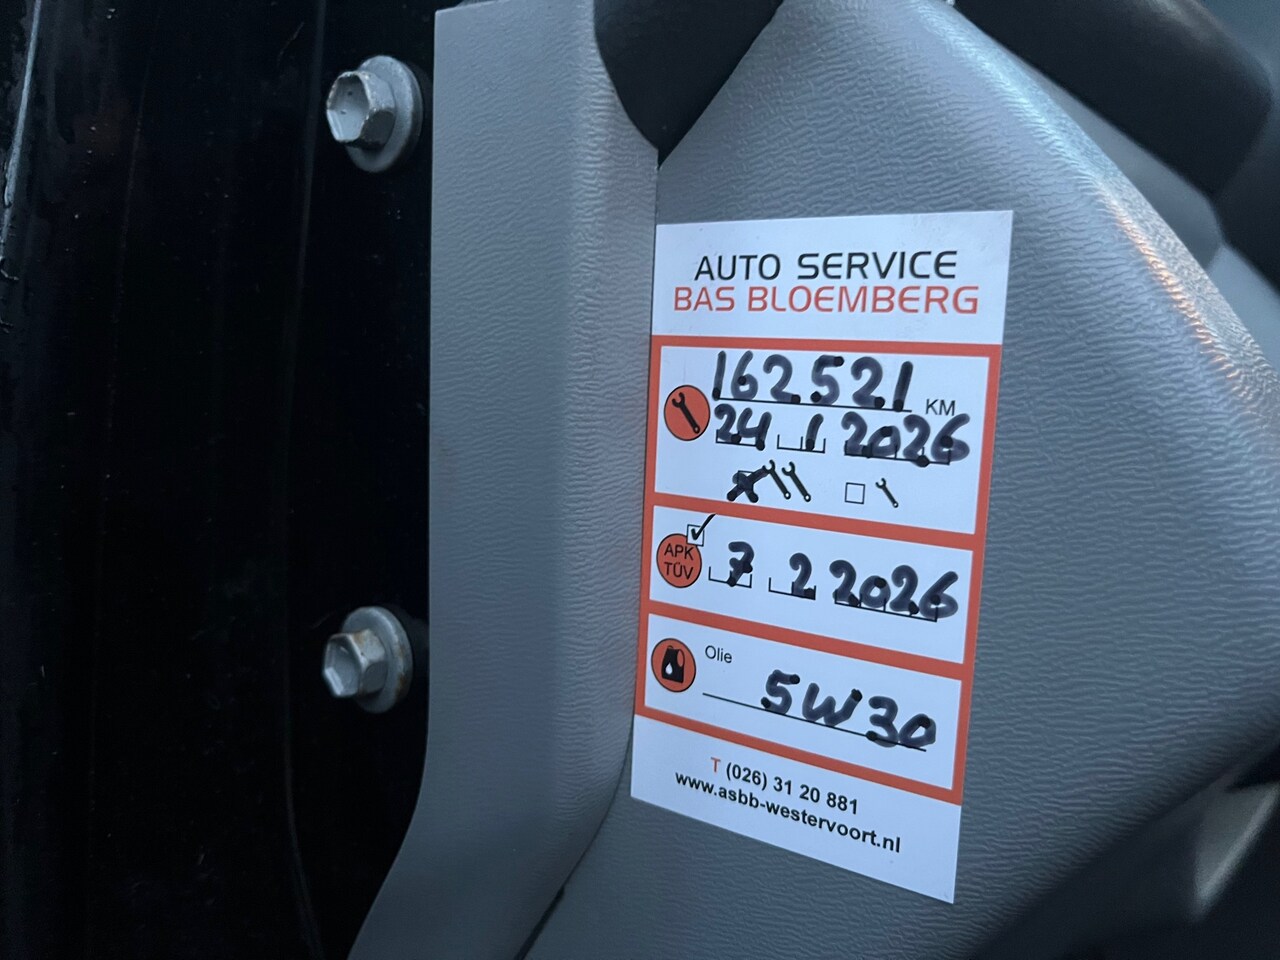 AUTO SERVICE
BAS BLOEMBERG
162.521 KM
24 1 2026
APK
TÜV
7 2 2026
Olie
5W30
T (026) 31 20 881
www.asbb-westervoort.nl